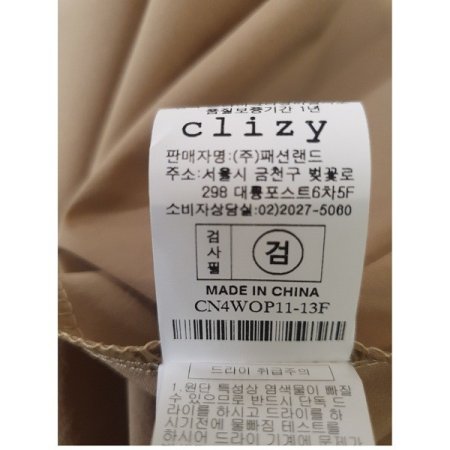 품질보증기간 1년
clizy
판매자명:(주)패션랜드
주소:서울시 금천구 벚꽃로
298 대륭포스트6차5F
소비자상담실:02)2027-5060
검사필
검
MADE IN CHINA
CN4WOP11-13F
드라이 취급주의
1.원단 특성상 염색물이 빠질
수 있으므로 반드시 단독 드
라이를 하시고 드라이를 하
시기전에 물빠짐 테스트를
하시어 드라이 기계에 문제가